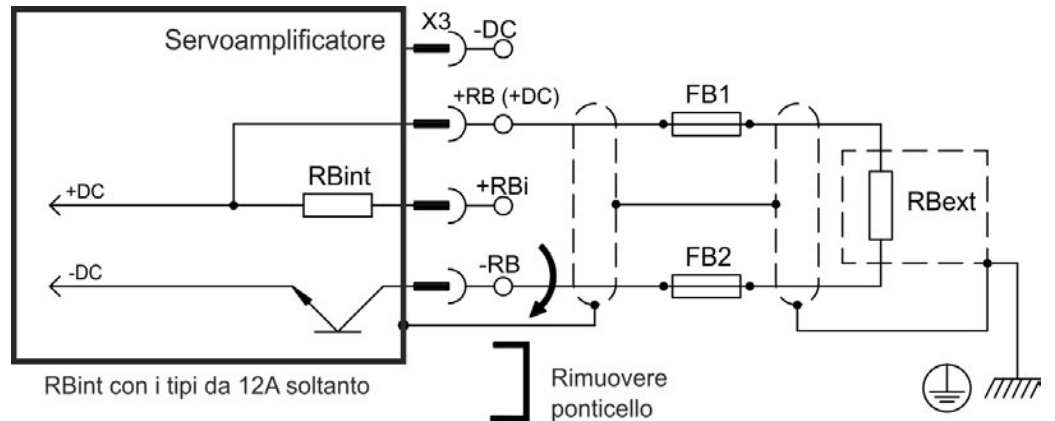 Servoamplificatore
X3
-DC
+RB (+DC)
FB1
+DC
RBint
+RBi
RBext
-DC
-RB
FB2
RBint con i tipi da 12A soltanto
Rimuovere
ponticello